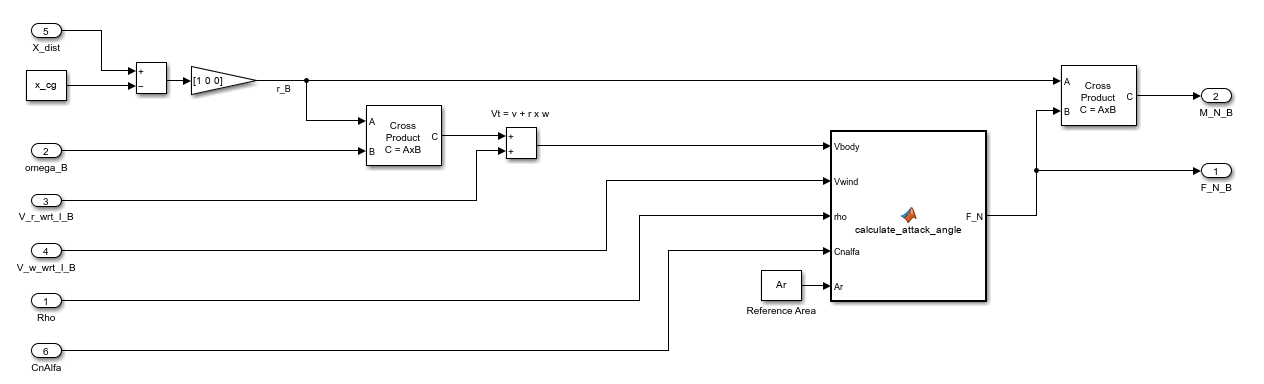 5
X_dist
x_cg
+
−
[1 0 0]
r_B
A
B
Cross
Product
C = AxB
C
2
omega_B
3
V_r_wrt_I_B
4
V_w_wrt_I_B
1
Rho
6
CnAlfa
Vt = v + r x w
+
+
Ar
Reference Area
Vbody
Vwind
rho
Cnalfa
Ar
calculate_attack_angle
F_N
A
B
Cross
Product
C = AxB
C
2
M_N_B
1
F_N_B